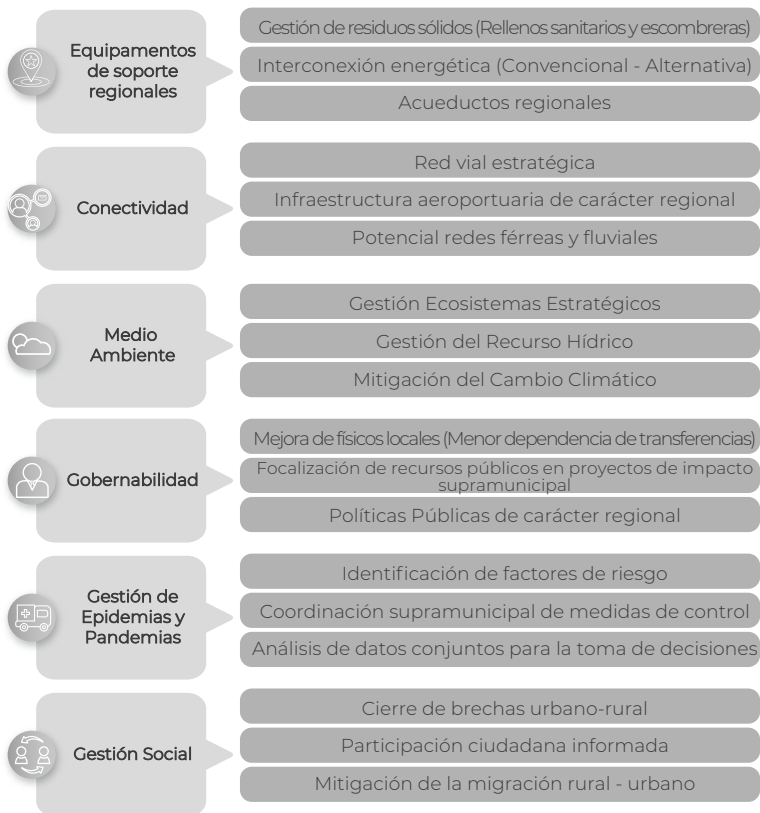 Equipamentos
de soporte
regionales
Gestión de residuos sólidos (Rellenos sanitarios y escombreras)
Interconexión energética (Convencional - Alternativa)
Acueductos regionales
Conectividad
Red vial estratégica
Infraestructura aeroportuaria de carácter regional
Potencial redes férreas y fluviales
Medio
Ambiente
Gestión Ecosistemas Estratégicos
Gestión del Recurso Hídrico
Mitigación del Cambio Climático
Gobernabilidad
Mejora de físicos locales (Menor dependencia de transferencias)
Focalización de recursos públicos en proyectos de impacto
supramunicipal
Políticas Públicas de carácter regional
Gestión de
Epidemias y
Pandemias
Identificación de factores de riesgo
Coordinación supramunicipal de medidas de control
Análisis de datos conjuntos para la toma de decisiones
Gestión Social
Cierre de brechas urbano-rural
Participación ciudadana informada
Mitigación de la migración rural - urbano